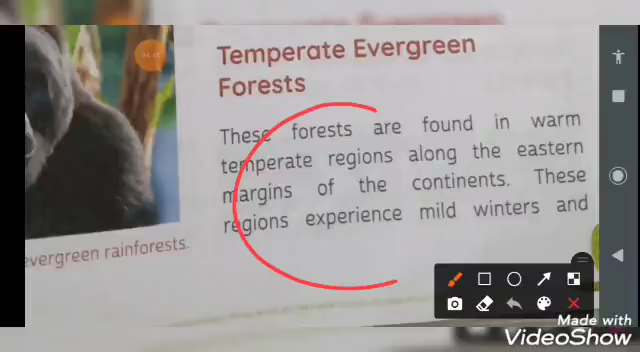 Temperate Evergreen
Forests
These forests are found in warm
temperate regions along the eastern
margins of the continents. These
regions experience mild winters and
evergreen rainforests.
Made with
VideoShow